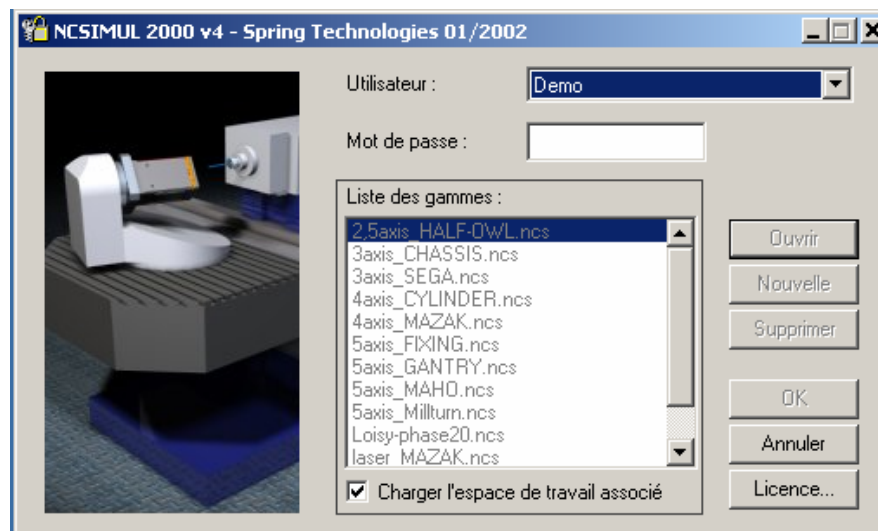 NCSIMUL 2000 v4 - Spring Technologies 01/2002
Utilisateur :
Demo
Mot de passe :
Liste des gammes :
2,5axis_HALF-OWL.ncs
3axis_CHASSIS.ncs
3axis_SEGA.ncs
4axis_CYLINDER.ncs
4axis_MAZAK.ncs
5axis_FIXING.ncs
5axis_GANTRY.ncs
5axis_MAHO.ncs
5axis_Millturn.ncs
Loisy-phase20.ncs
laser_MAZAK.ncs
Charger l'espace de travail associé
Ouvrir
Nouvelle
Supprimer
OK
Annuler
Licence...